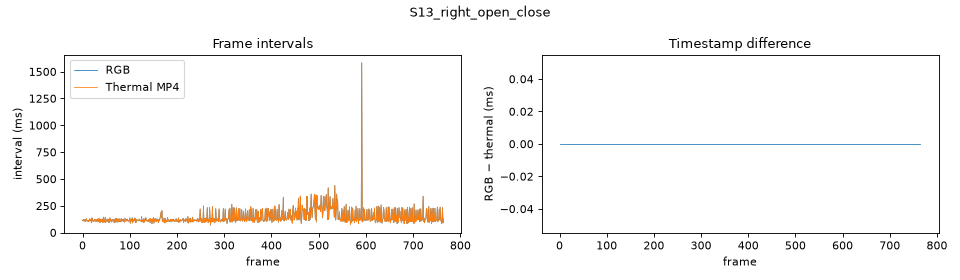 S13_right_open_close
Frame intervals
RGB
Thermal MP4
interval (ms)
1500
1250
1000
750
500
250
0
0 100 200 300 400 500 600 700 800
frame
Timestamp difference
RGB − thermal (ms)
0.04
0.02
0.00
−0.02
−0.04
0 100 200 300 400 500 600 700 800
frame